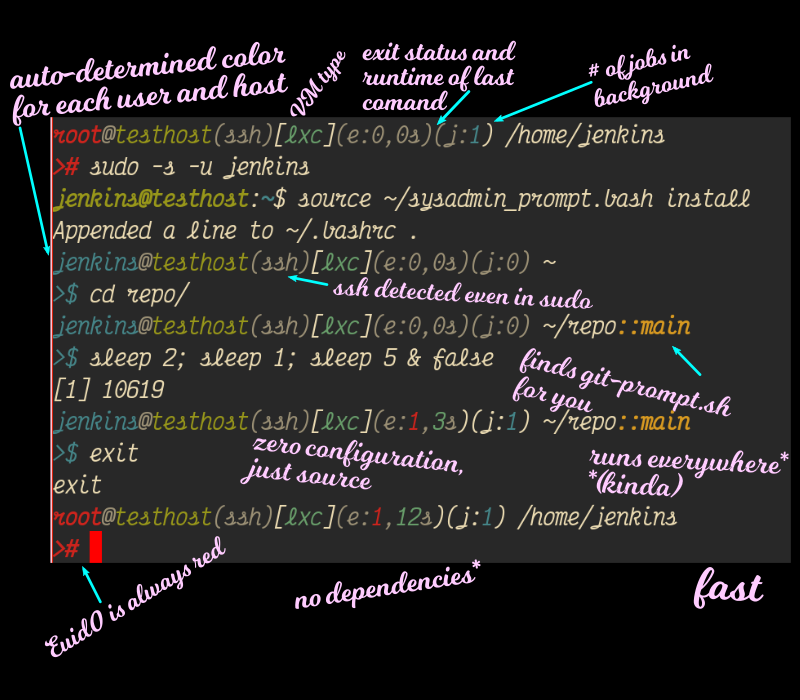 auto-determined color
for each user and host
VM type
exit status and
runtime of last
comand
# of jobs in
background
root@testhost(ssh)[lxc](e:0,0s)(j:1) /home/jenkins
># sudo -s -u jenkins
jenkins@testhost:~$ source ~/sysadmin_prompt.bash install
Appended a line to ~/.bashrc .
jenkins@testhost(ssh)[lxc](e:0,0s)(j:0) ~
ssh detected even in sudo
>$ cd repo/
jenkins@testhost(ssh)[lxc](e:0,0s)(j:0) ~/repo::main
>$ sleep 2; sleep 1; sleep 5 & false
finds git-prompt.sh
for you
[1] 10619
jenkins@testhost(ssh)[lxc](e:1,3s)(j:1) ~/repo::main
>$ exit
zero configuration,
just source
runs everywhere*
*(kinda)
exit
root@testhost(ssh)[lxc](e:1,12s)(j:1) /home/jenkins
>#
Euid0 is always red
no dependencies*
fast